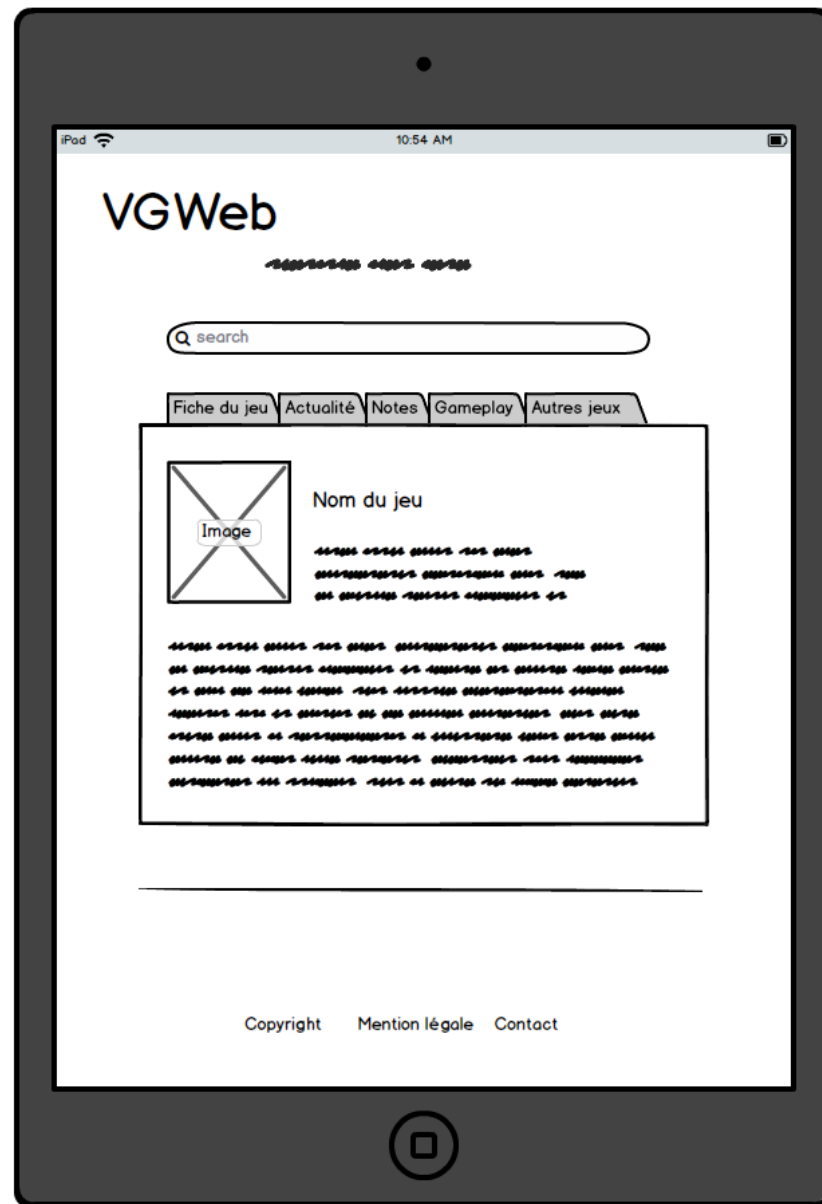 iPad 10:54 AM
VGWeb
search
Fiche du jeu Actualité Notes Gameplay Autres jeux
Image
Nom du jeu
Copyright Mention légale Contact